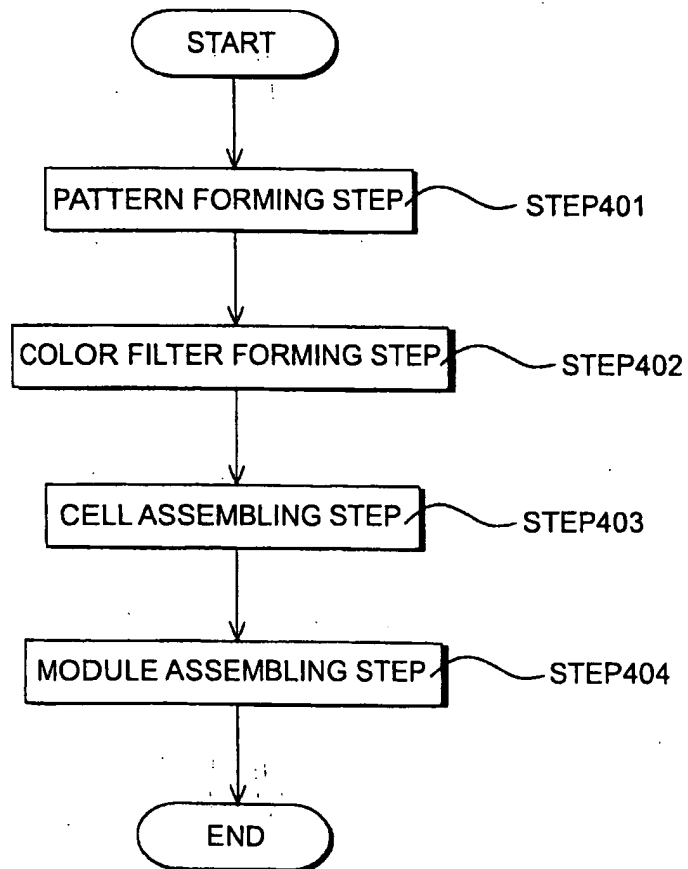 START
PATTERN FORMING STEP STEP401
COLOR FILTER FORMING STEP STEP402
CELL ASSEMBLING STEP STEP403
MODULE ASSEMBLING STEP STEP404
END